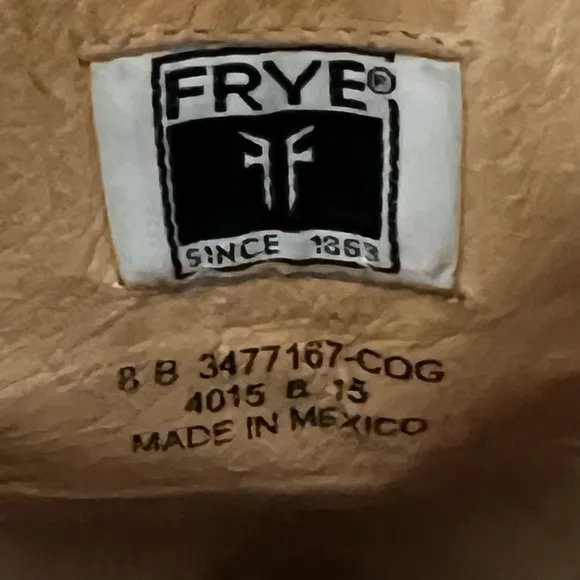 FRYE®
SINCE 1863
8 B 3477167-COG
4015 B 15
MADE IN MEXICO